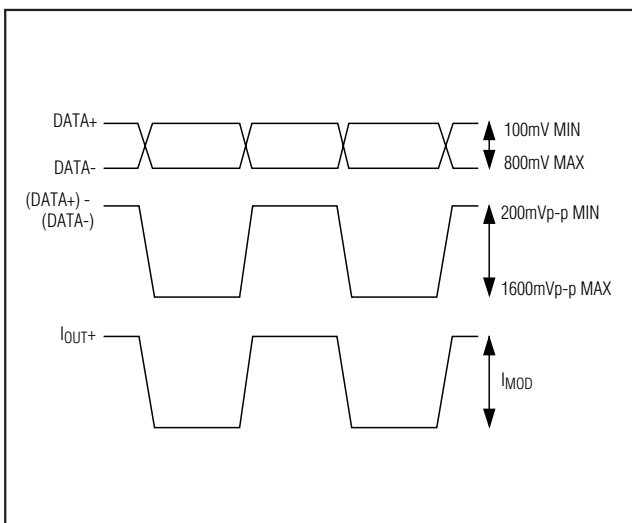 DATA+
100mV MIN
DATA-
800mV MAX
(DATA+) -
(DATA-)
200mVp-p MIN
1600mVp-p MAX
IOUT+
IMOD